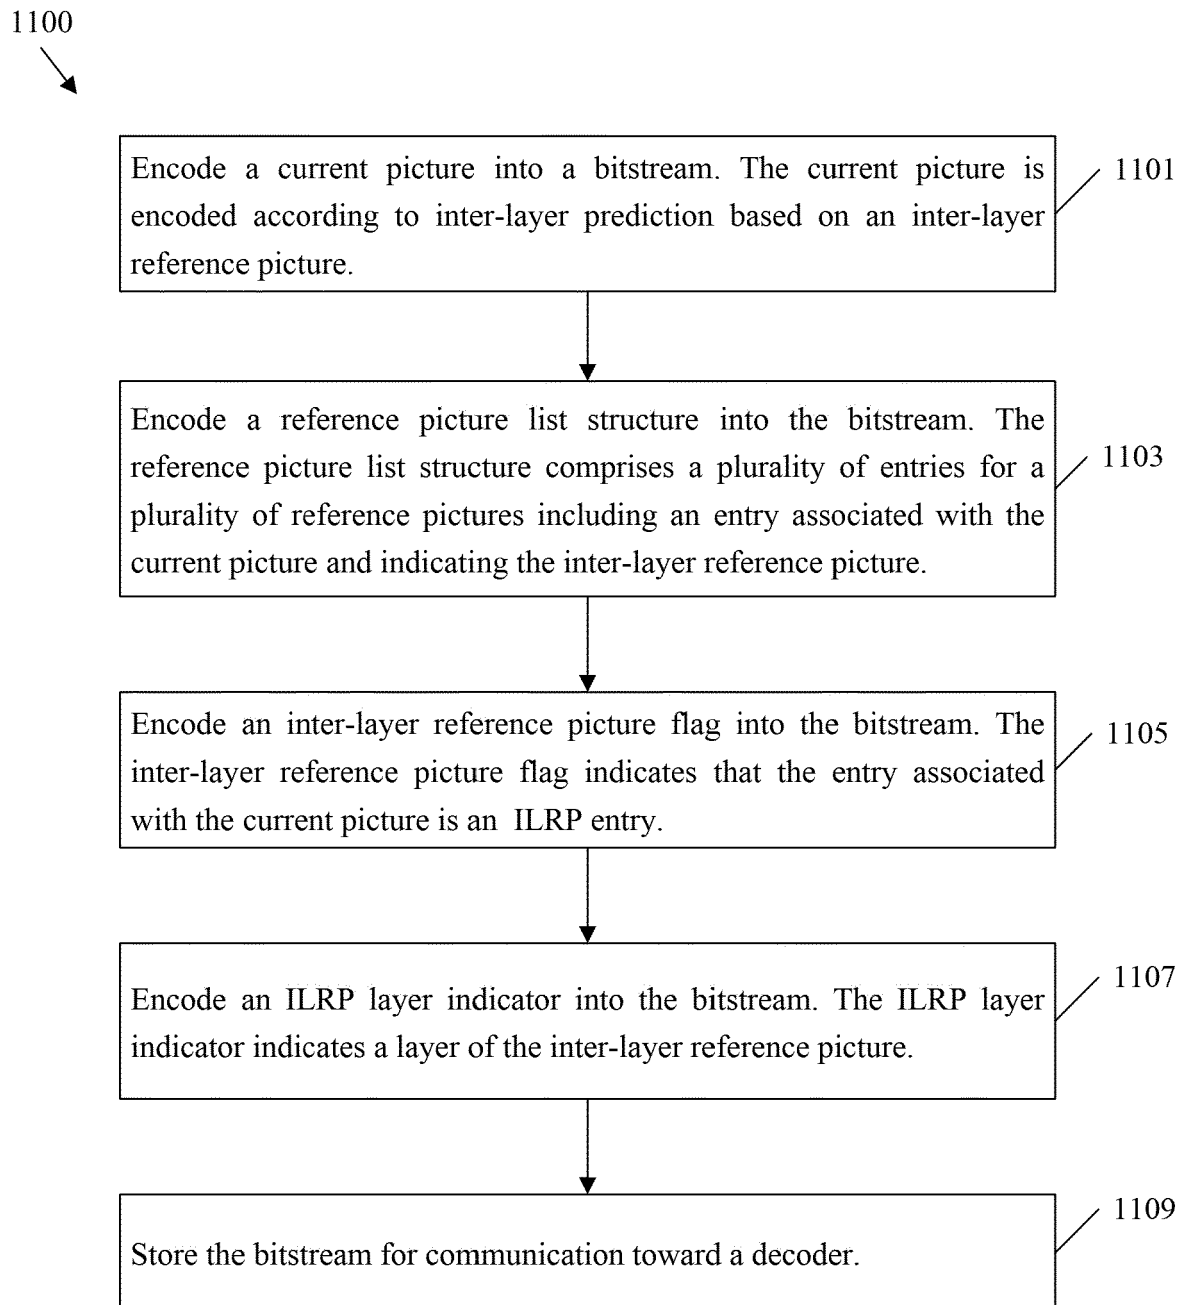 1100
Encode a current picture into a bitstream. The current picture is
1101
encoded according to inter-layer prediction based on an inter-layer
reference picture.
Encode a reference picture list structure into the bitstream. The
reference picture list structure comprises a plurality of entries for a
1103
plurality of reference pictures including an entry associated with the
current picture and indicating the inter-layer reference picture.
Encode an inter-layer reference picture flag into the bitstream. The
1105
inter-layer reference picture flag indicates that the entry associated
with the current picture is an ILRP entry.
1107
Encode an ILRP layer indicator into the bitstream. The ILRP layer
indicator indicates a layer of the inter-layer reference picture.
1109
Store the bitstream for communication toward a decoder.